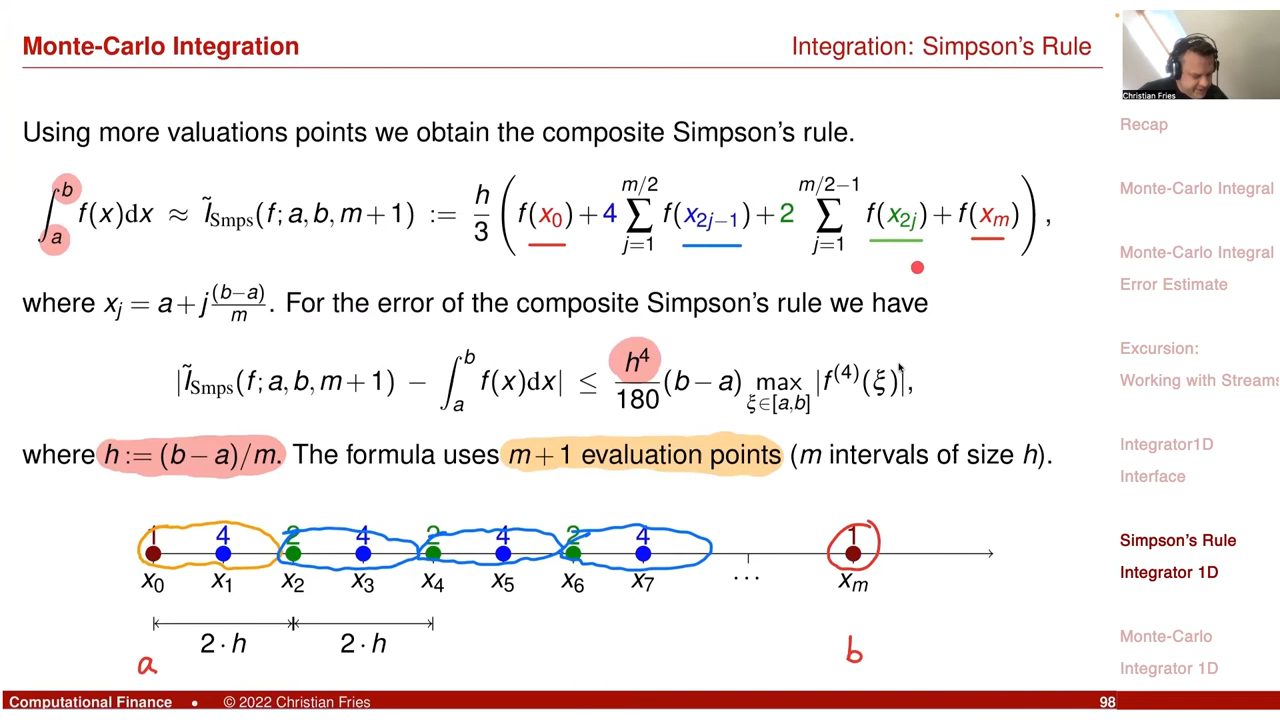 Monte-Carlo Integration
Integration: Simpson's Rule
Christian Fries
Using more valuations points we obtain the composite Simpson's rule.
∫_a^b f(x)dx ≈ Ĩ_Smps(f; a, b, m+1) := h/3 ( f(x_0) + 4 ∑_{j=1}^{m/2} f(x_{2j−1}) + 2 ∑_{j=1}^{m/2−1} f(x_{2j}) + f(x_m) ),
where x_j = a + j (b−a)/m. For the error of the composite Simpson's rule we have
|Ĩ_Smps(f; a, b, m+1) − ∫_a^b f(x)dx| ≤ h^4/180 (b−a) max_{ξ∈[a,b]} |f^(4)(ξ)|,
where h := (b−a)/m. The formula uses m+1 evaluation points (m intervals of size h).
1 4 2 4 2 4 2 4 1
x_0 x_1 x_2 x_3 x_4 x_5 x_6 x_7 ... x_m
2·h 2·h
a b
Recap
Monte-Carlo Integral
Monte-Carlo Integral
Error Estimate
Excursion:
Working with Streams
Integrator1D
Interface
Simpson's Rule
Integrator 1D
Monte-Carlo
Integrator 1D
Computational Finance • © 2022 Christian Fries 98